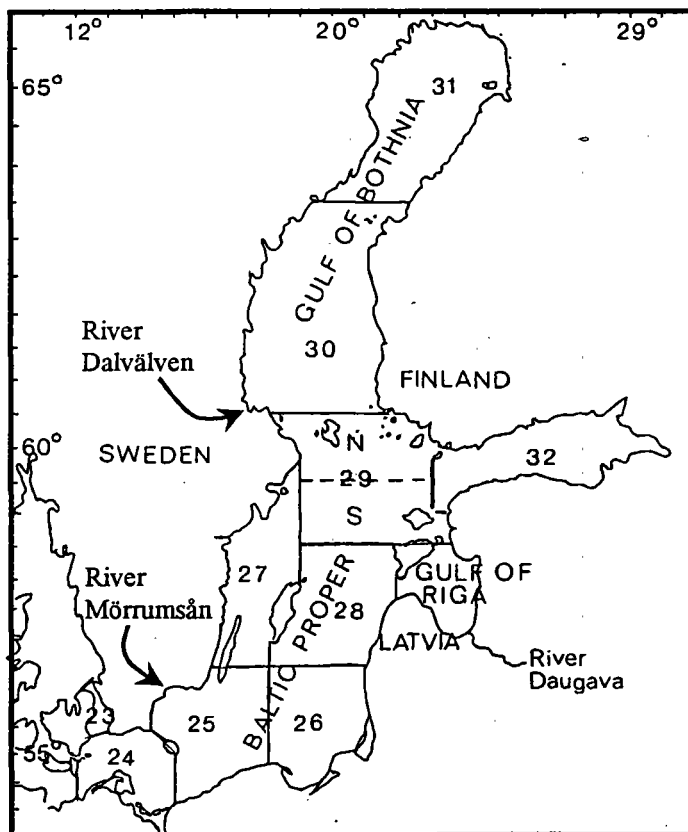 12°
20°
29°
65°
31
GULF OF BOTHNIA
30
River
Dalvälven
FINLAND
60°
SWEDEN
N
29
S
32
River
Mörrumsån
27
BALTIC PROPER
28
GULF OF
RIGA
LATVIA
River
Daugava
23
25
26
24